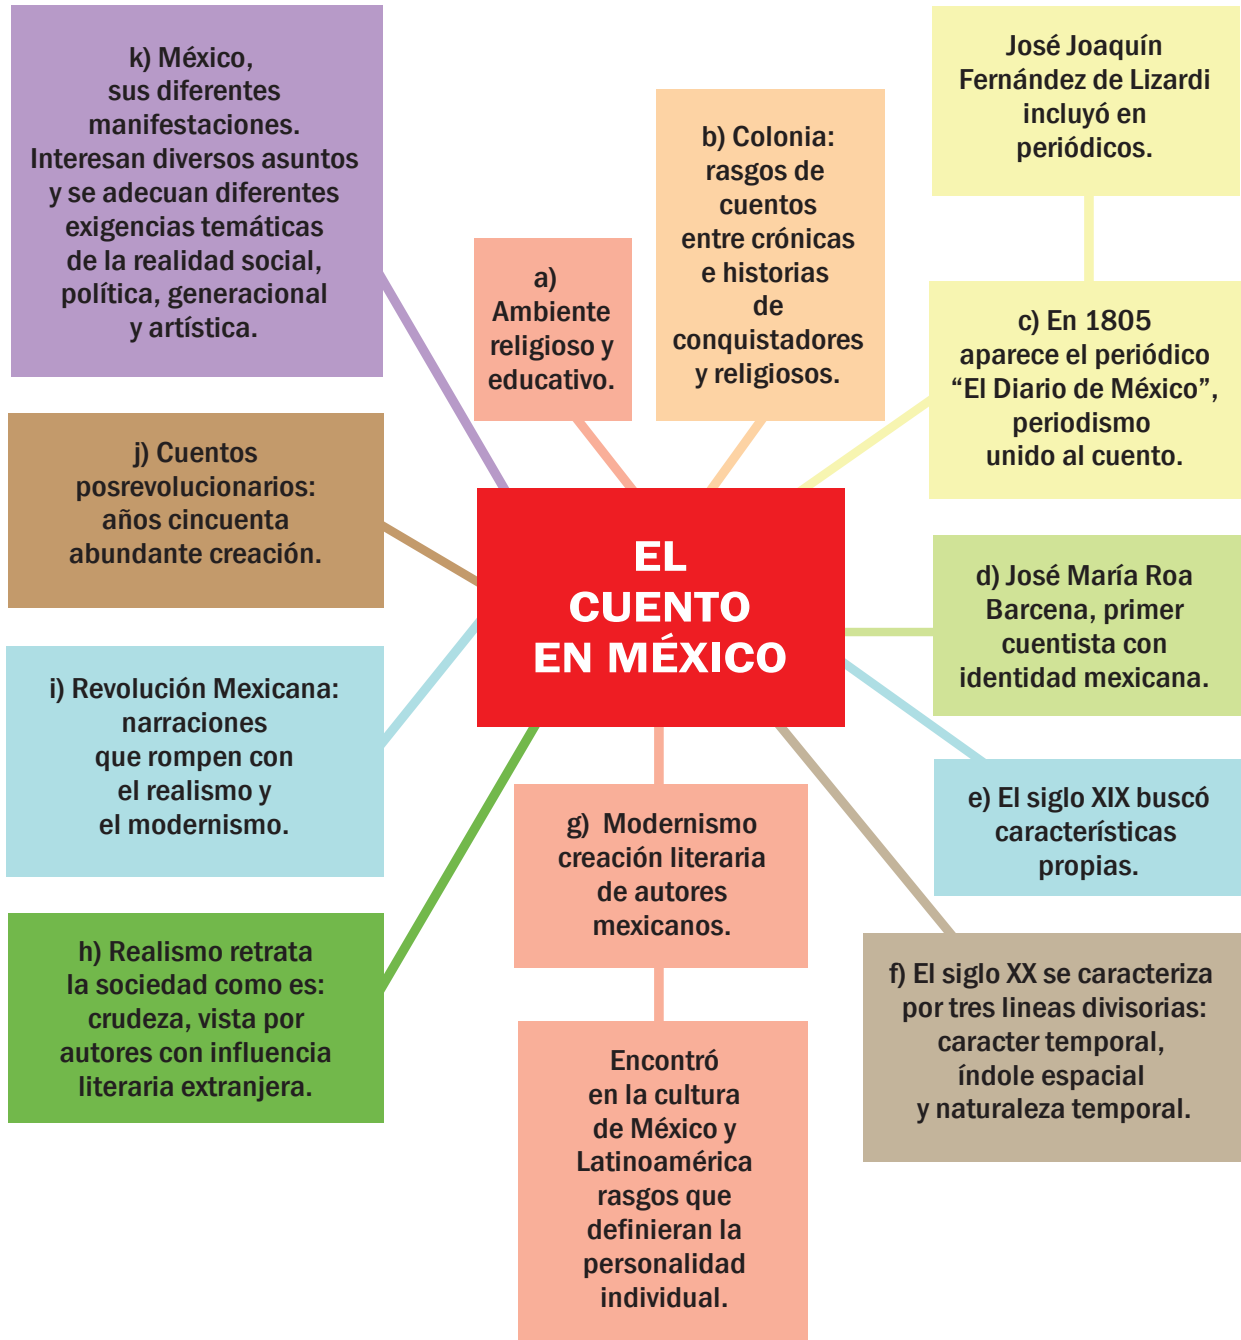 EL
CUENTO
EN MÉXICO
a)
Ambiente
religioso y
educativo.
b) Colonia:
rasgos de
cuentos
entre crónicas
e historias
de
conquistadores
y religiosos.
José Joaquín
Fernández de Lizardi
incluyó en
periódicos.
c) En 1805
aparece el periódico
“El Diario de México”,
periodismo
unido al cuento.
d) José María Roa
Barcena, primer
cuentista con
identidad mexicana.
e) El siglo XIX buscó
características
propias.
f) El siglo XX se caracteriza
por tres lineas divisorias:
caracter temporal,
índole espacial
y naturaleza temporal.
g) Modernismo
creación literaria
de autores
mexicanos.
Encontró
en la cultura
de México y
Latinoamérica
rasgos que
definieran la
personalidad
individual.
h) Realismo retrata
la sociedad como es:
crudeza, vista por
autores con influencia
literaria extranjera.
i) Revolución Mexicana:
narraciones
que rompen con
el realismo y
el modernismo.
j) Cuentos
posrevolucionarios:
años cincuenta
abundante creación.
k) México,
sus diferentes
manifestaciones.
Interesan diversos asuntos
y se adecuan diferentes
exigencias temáticas
de la realidad social,
política, generacional
y artística.